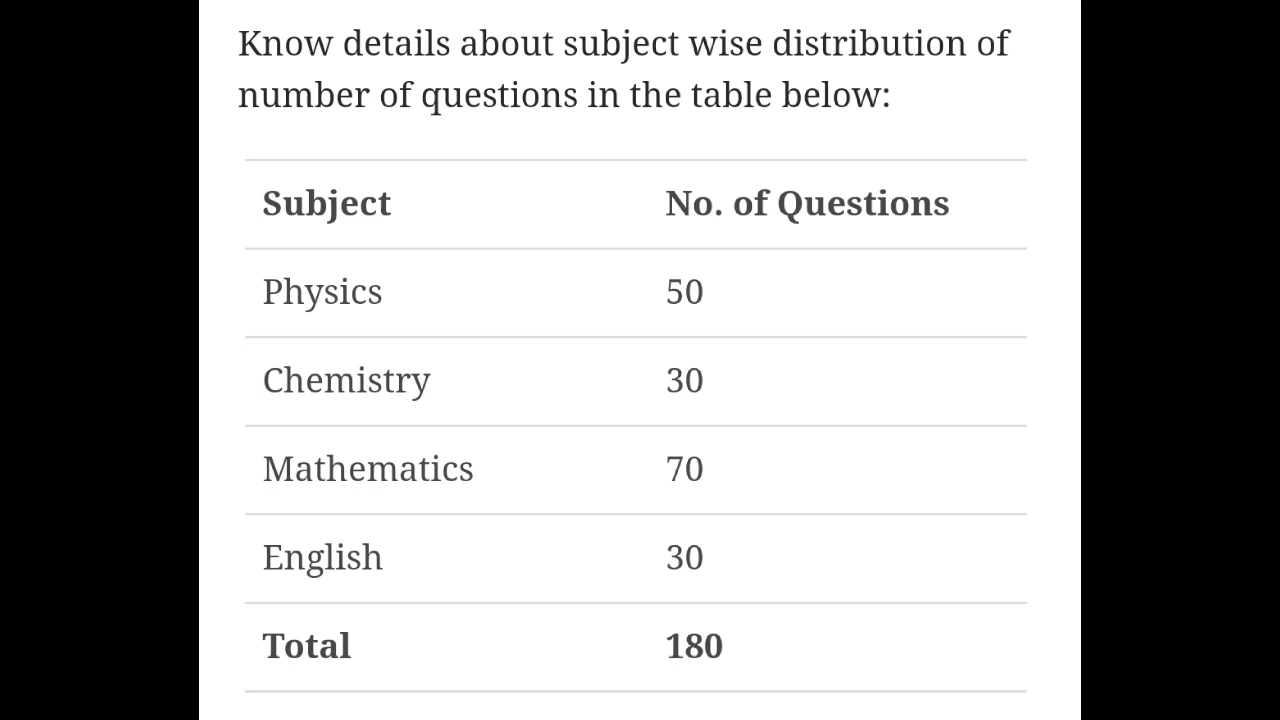 Know details about subject wise distribution of
number of questions in the table below:
Subject No. of Questions
Physics 50
Chemistry 30
Mathematics 70
English 30
Total 180